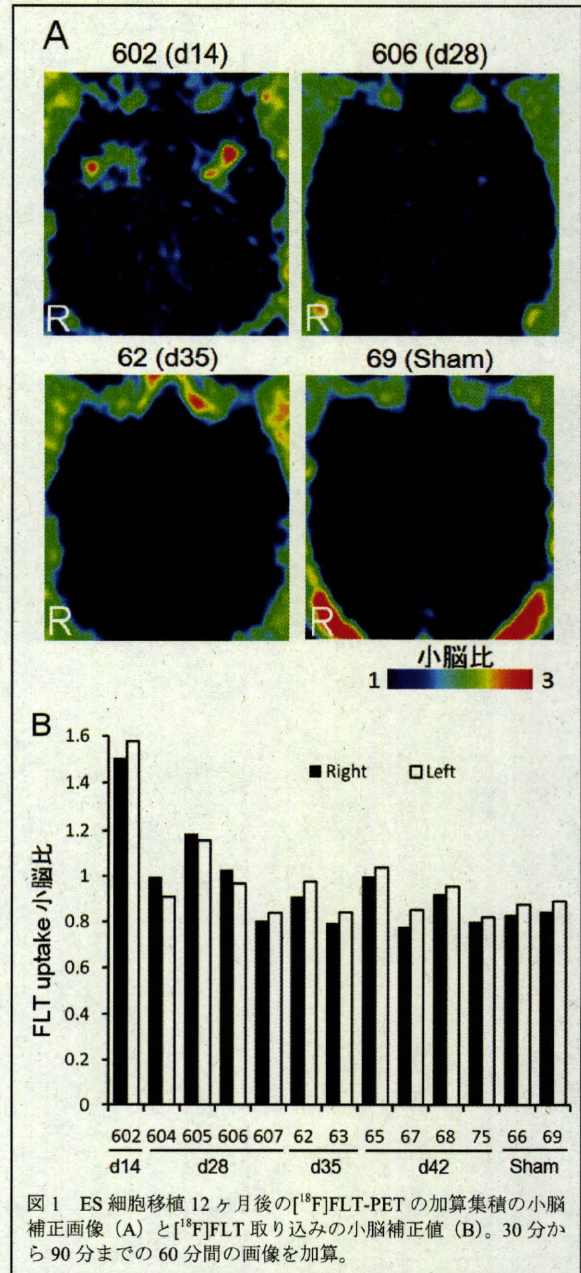 A
602 (d14) 606 (d28)
R R
62 (d35) 69 (Sham)
R R
小脳比
1 3
B
1.6
1.4
1.2
1
0.8
0.6
0.4
0.2
0
FLT uptake 小脳比
Right Left
602 604 605 606 607 62 63 65 67 68 75 66 69
d14 d28 d35 d42 Sham
図1 ES 細胞移植 12 ヶ月後の[¹⁸F]FLT-PET の加算集積の小脳
補正画像（A）と[¹⁸F]FLT 取り込みの小脳補正値（B）。30 分か
ら 90 分までの 60 分間の画像を加算。